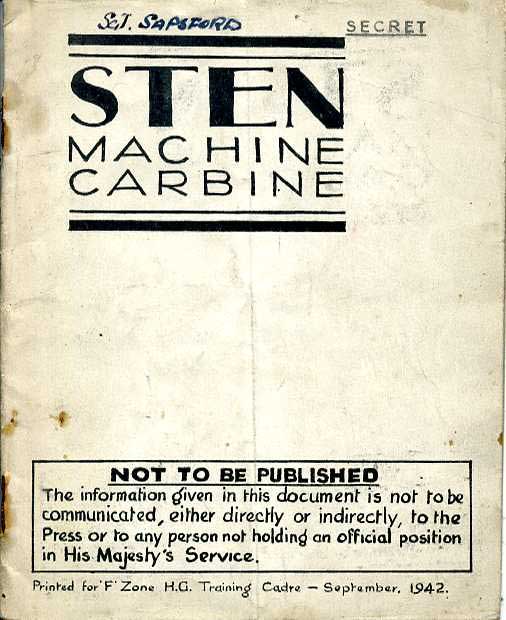 SGT. SAPSFORD
SECRET
STEN
MACHINE
CARBINE
NOT TO BE PUBLISHED
The information given in this document is not to be
communicated, either directly or indirectly, to the
Press or to any person not holding an official position
in His Majesty's Service.
Printed for 'F' Zone H.G. Training Cadre — September, 1942.